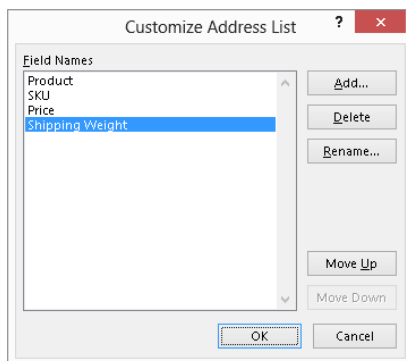 Customize Address List ?
Field Names
Product
SKU
Price
Shipping Weight
Add...
Delete
Rename...
Move Up
Move Down
OK
Cancel